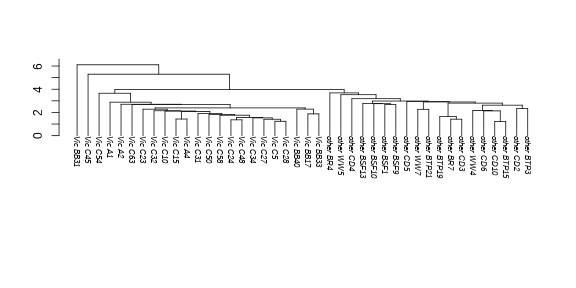 6
4
2
0
Vic BB31
Vic C45
Vic C54
Vic A1
Vic A2
Vic C63
Vic C23
Vic C32
Vic C10
Vic C15
Vic A4
Vic C31
Vic C50
Vic C58
Vic C24
Vic C48
Vic C34
Vic C27
Vic C5
Vic C28
Vic BB40
Vic BB17
Vic BB33
other BR4
other WW5
other CD4
other BSF13
other BSF10
other BSF1
other BSF9
other CD5
other WW7
other BTP21
other BTP19
other BR7
other CD3
other WW4
other CD6
other CD10
other BTP15
other CD2
other BTP3